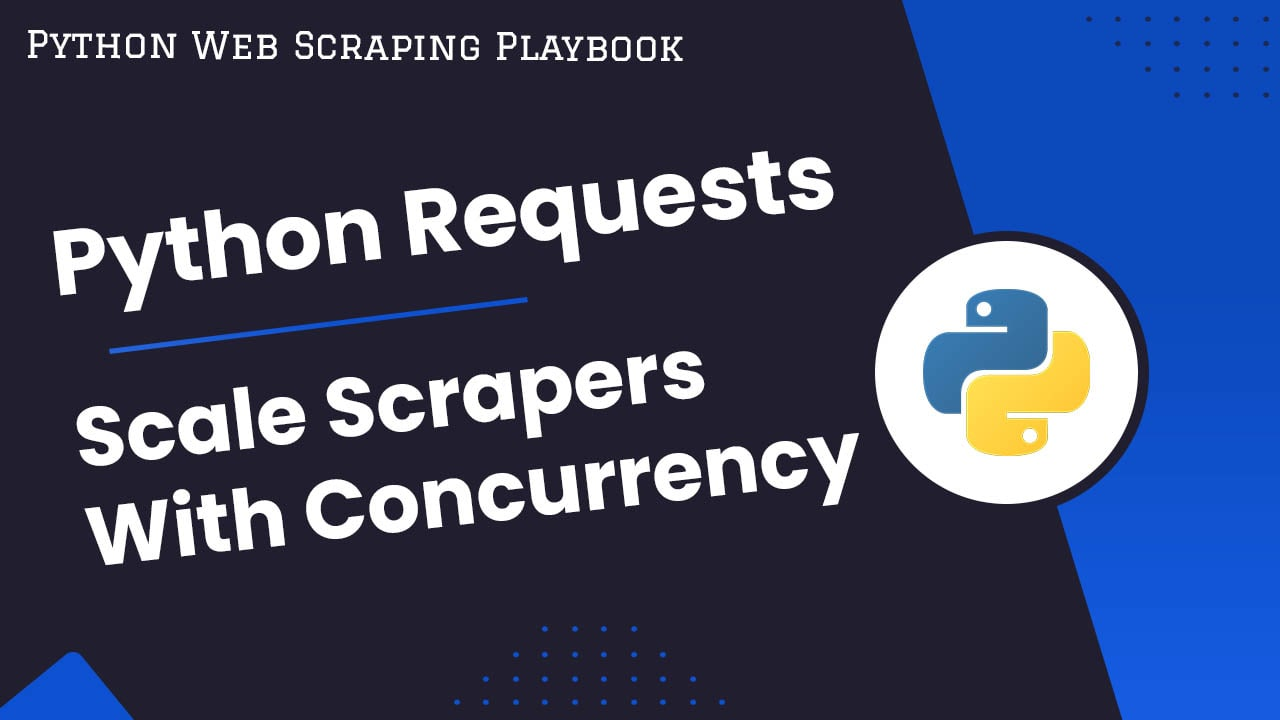 Python Web Scraping Playbook
Python Requests
Scale Scrapers
With Concurrency